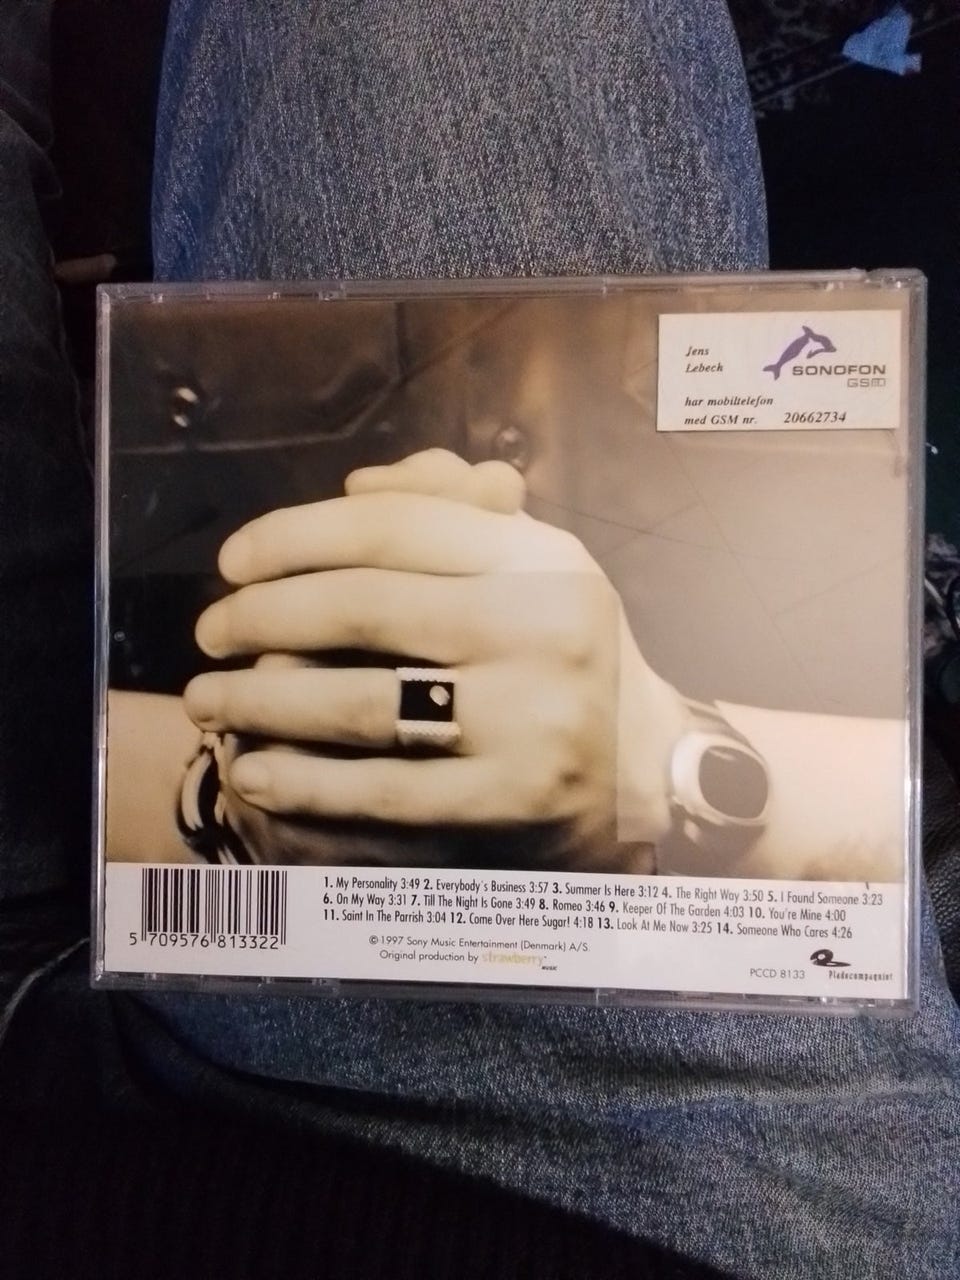 Jens
Lebech
SONOFON
GSM
har mobiltelefon
med GSM nr. 20662734
1. My Personality 3:49 2. Everybody's Business 3:57 3. Summer Is Here 3:12 4. The Right Way 3:50 5. I Found Someone 3:23
6. On My Way 3:31 7. Till The Night Is Gone 3:49 8. Romeo 3:46 9. Keeper Of The Garden 4:03 10. You're Mine 4:00
11. Saint In The Parrish 3:04 12. Come Over Here Sugar! 4:18 13. Look At Me Now 3:25 14. Someone Who Cares 4:26
5 709576 813322
© 1997 Sony Music Entertainment (Denmark) A/S.
Original production by strawberry MUSIC
PCCD 8133
Pladecompagniet